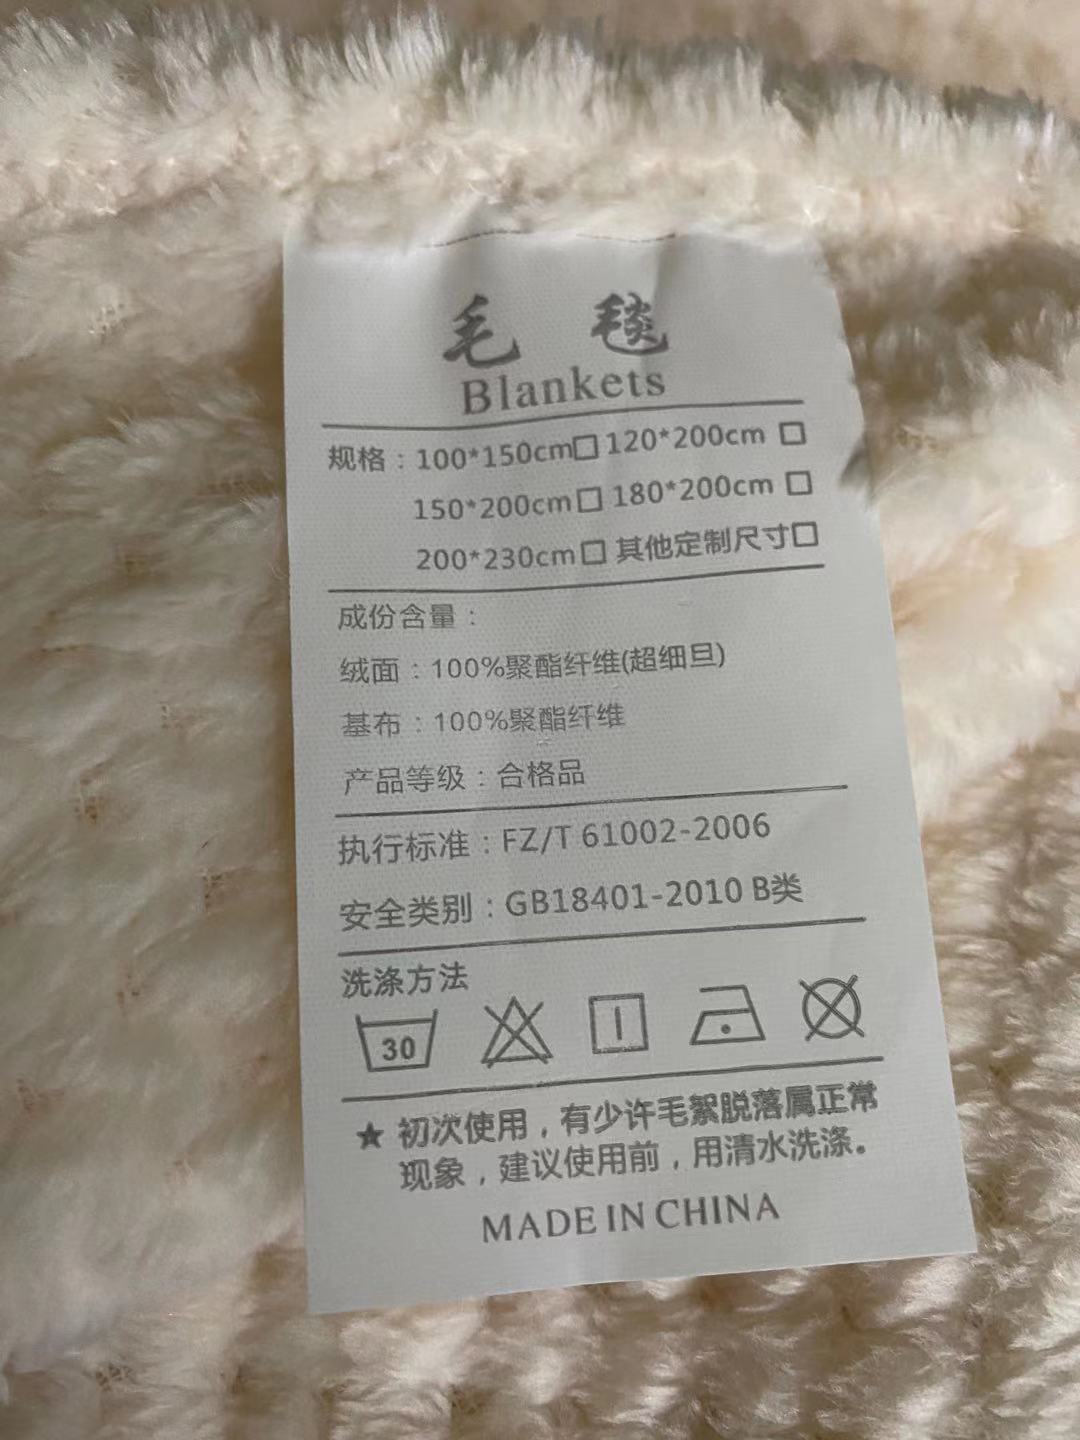 毛毯
Blankets
规格：100*150cm□ 120*200cm □
150*200cm□ 180*200cm □
200*230cm□ 其他定制尺寸□
成份含量：
绒面：100%聚酯纤维(超细旦)
基布：100%聚酯纤维
产品等级：合格品
执行标准：FZ/T 61002-2006
安全类别：GB18401-2010 B类
洗涤方法
30
★ 初次使用，有少许毛絮脱落属正常
现象，建议使用前，用清水洗涤。
MADE IN CHINA